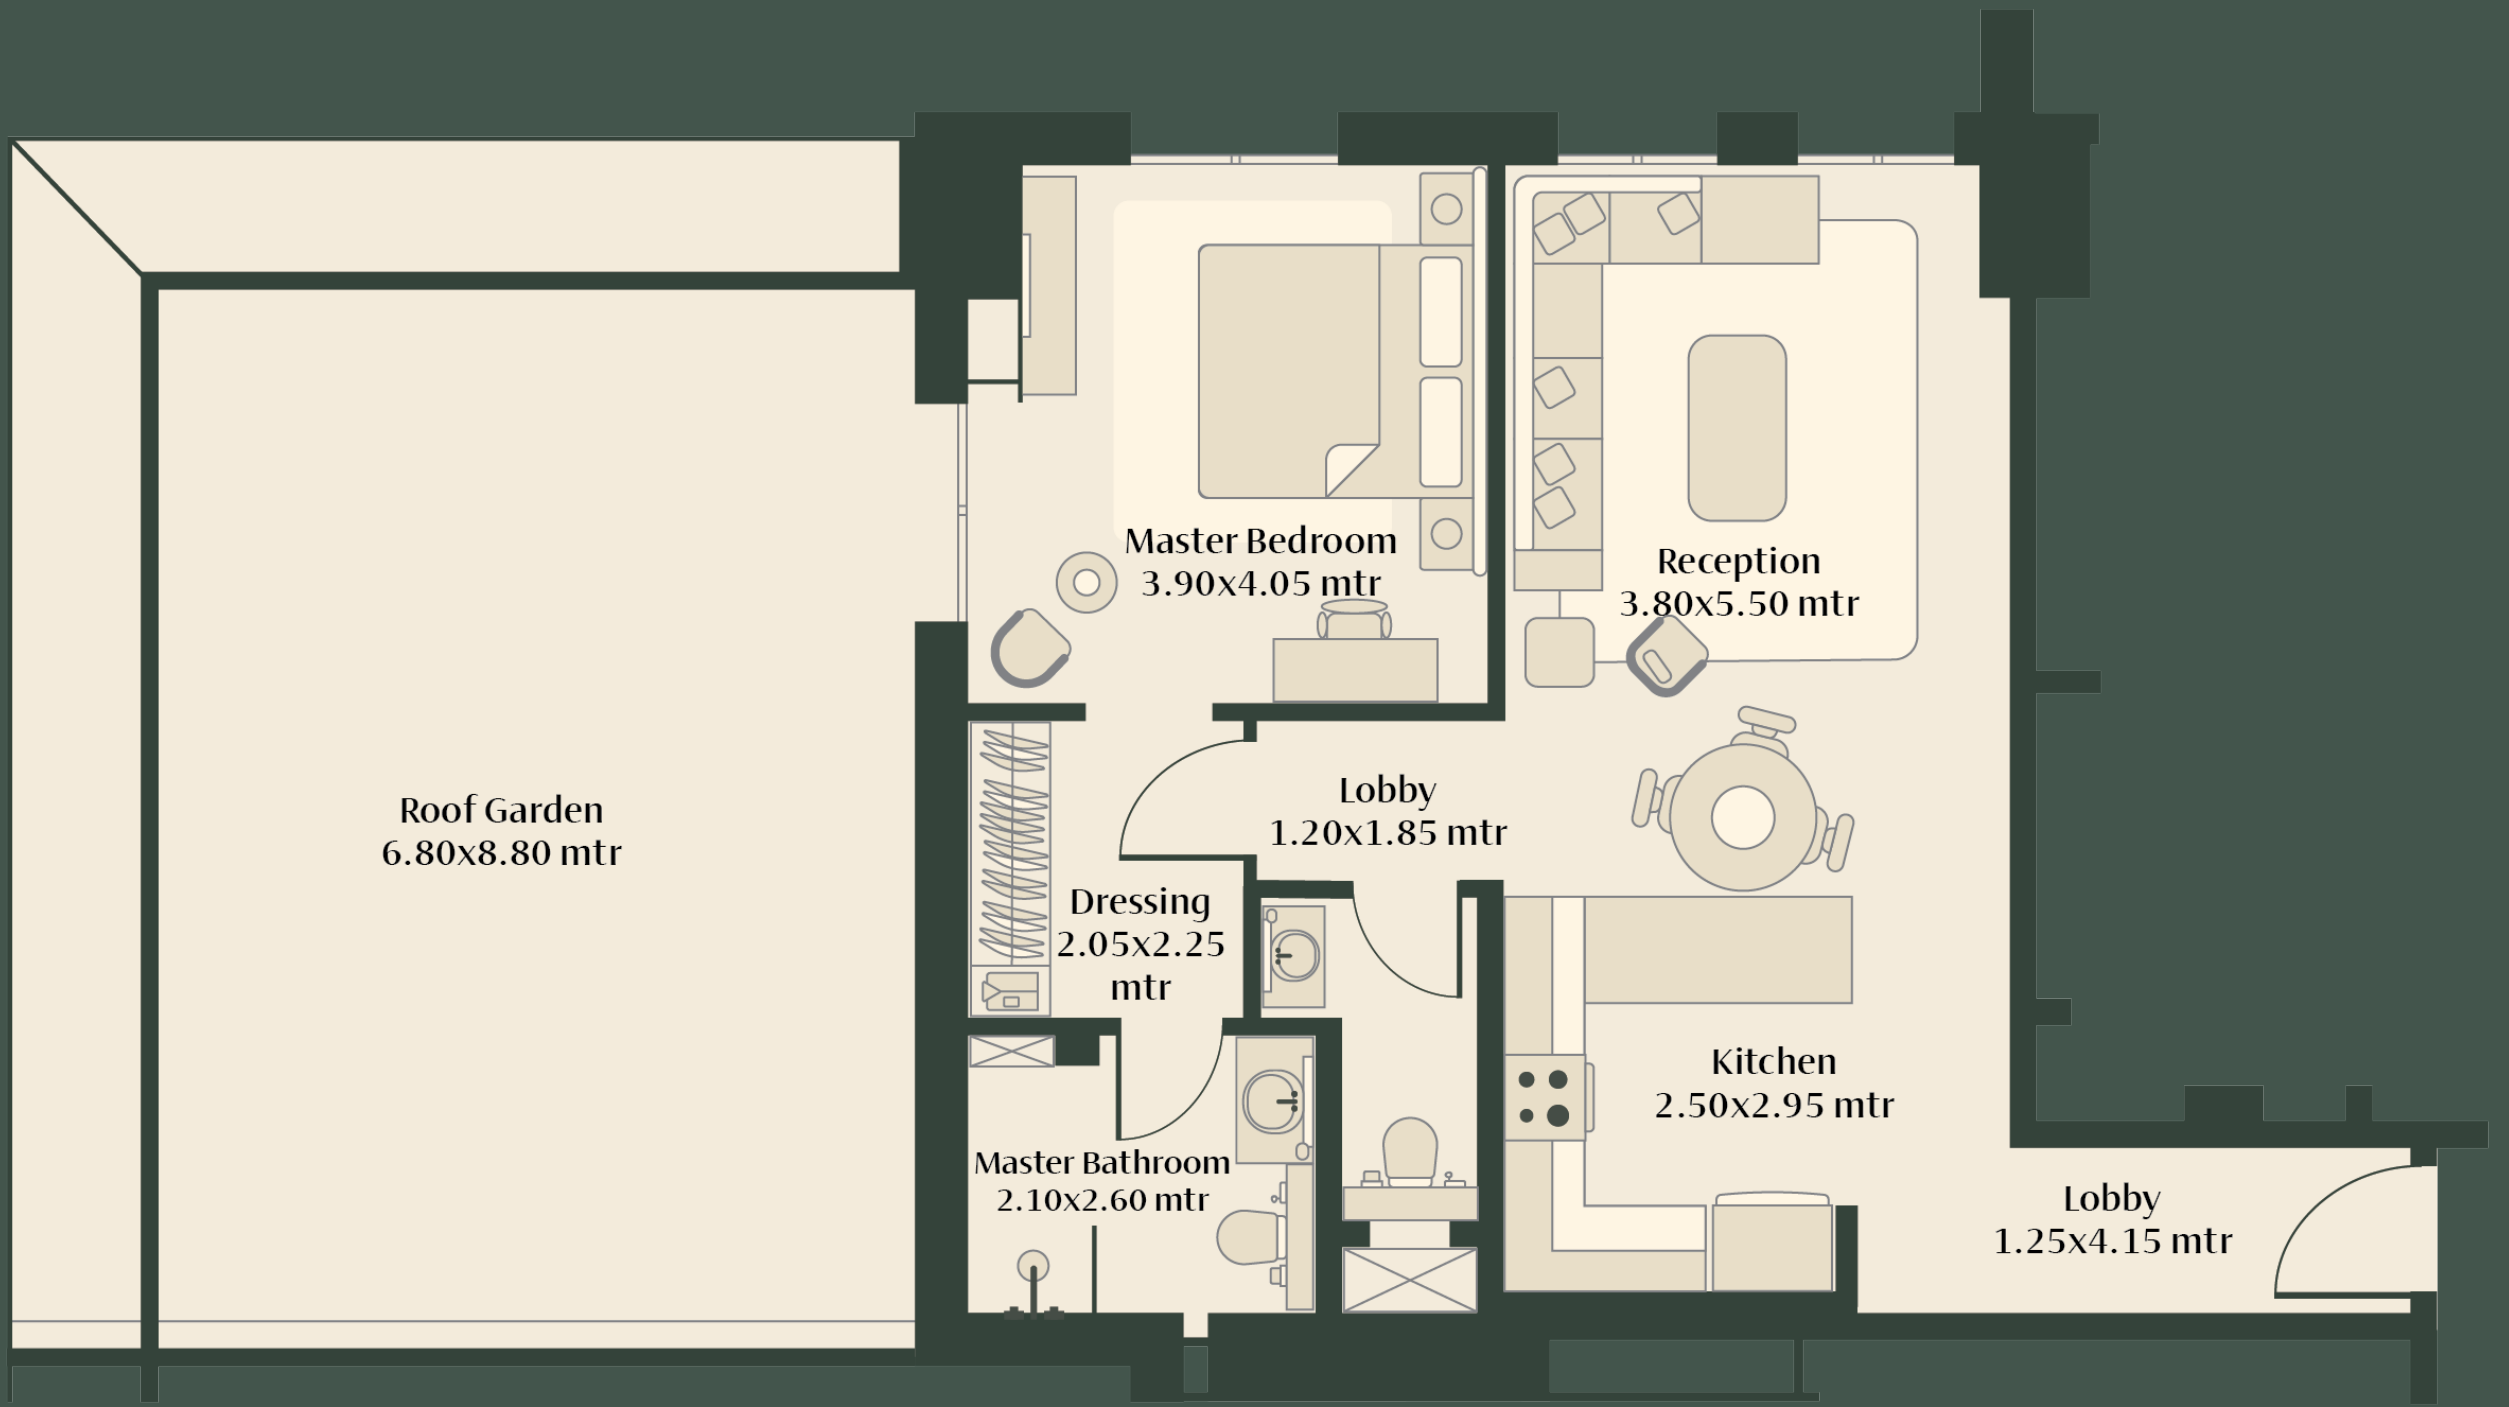 Master Bedroom
3.90x4.05 mtr
Reception
3.80x5.50 mtr
Roof Garden
6.80x8.80 mtr
Lobby
1.20x1.85 mtr
Dressing
2.05x2.25
mtr
Kitchen
2.50x2.95 mtr
Master Bathroom
2.10x2.60 mtr
Lobby
1.25x4.15 mtr